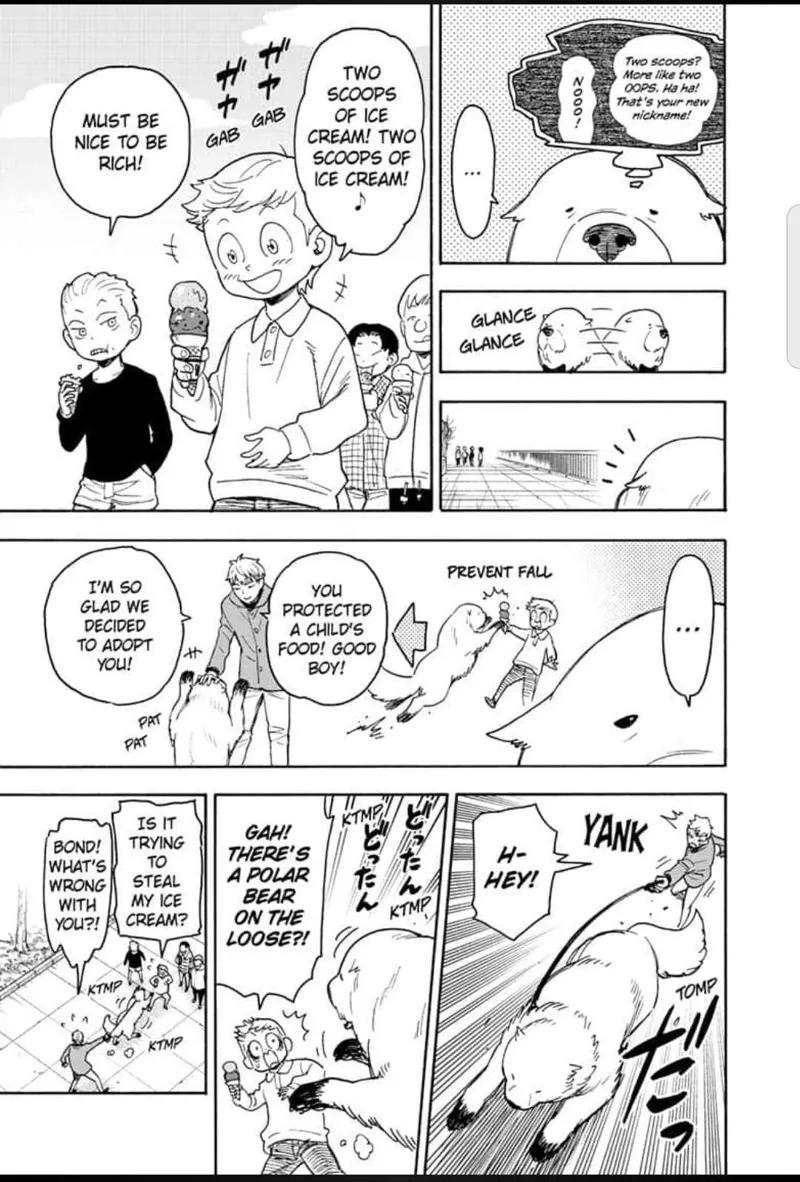 Two scoops?
More like two
OOPS. Ha ha!
That's your new
nickname!
NOOO!
...
GLANCE
GLANCE
TWO
SCOOPS
OF ICE
CREAM! TWO
SCOOPS OF
ICE CREAM!
♪
ガヤ
ガヤ
GAB
GAB
MUST BE
NICE TO BE
RICH!
...
PREVENT FALL
YOU
PROTECTED
A CHILD'S
FOOD! GOOD
BOY!
I'M SO
GLAD WE
DECIDED
TO ADOPT
YOU!
PAT
PAT
YANK
H-
HEY!
TOMP
だっ
どったん
どったん
KTMP
KTMP
GAH!
THERE'S
A POLAR
BEAR
ON THE
LOOSE?!
IS IT
TRYING
TO
STEAL
MY ICE
CREAM?
BOND!
WHAT'S
WRONG
WITH
YOU?!
KTMP
KTMP